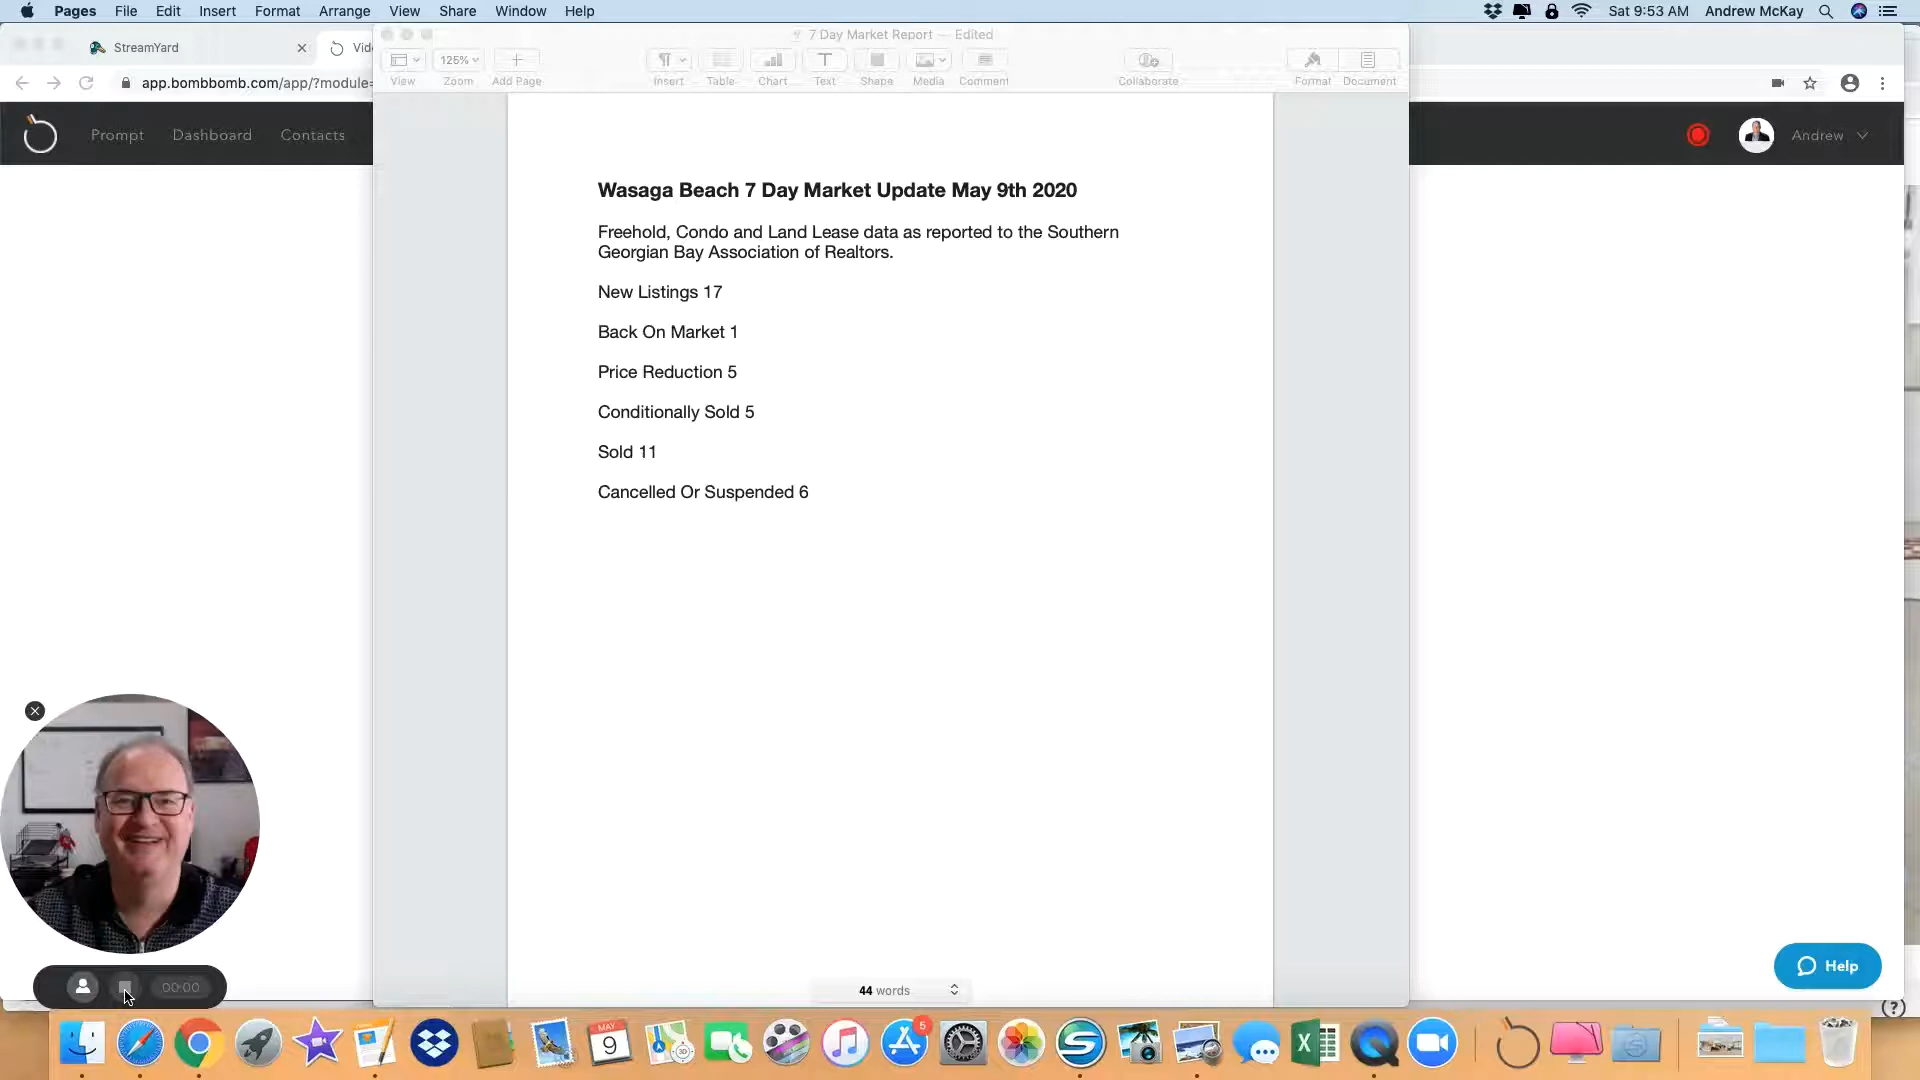 Pages File Edit Insert Format Arrange View Share Window Help
Sat 9:53 AM Andrew McKay
StreamYard
Vid
7 Day Market Report — Edited
125%
View Zoom Add Page Insert Table Chart Text Shape Media Comment Collaborate Format Document
app.bombbomb.com/app/?module=
Prompt Dashboard Contacts
Andrew
Wasaga Beach 7 Day Market Update May 9th 2020
Freehold, Condo and Land Lease data as reported to the Southern
Georgian Bay Association of Realtors.
New Listings 17
Back On Market 1
Price Reduction 5
Conditionally Sold 5
Sold 11
Cancelled Or Suspended 6
Help
00:00
44 words
MAY
9
3D
5